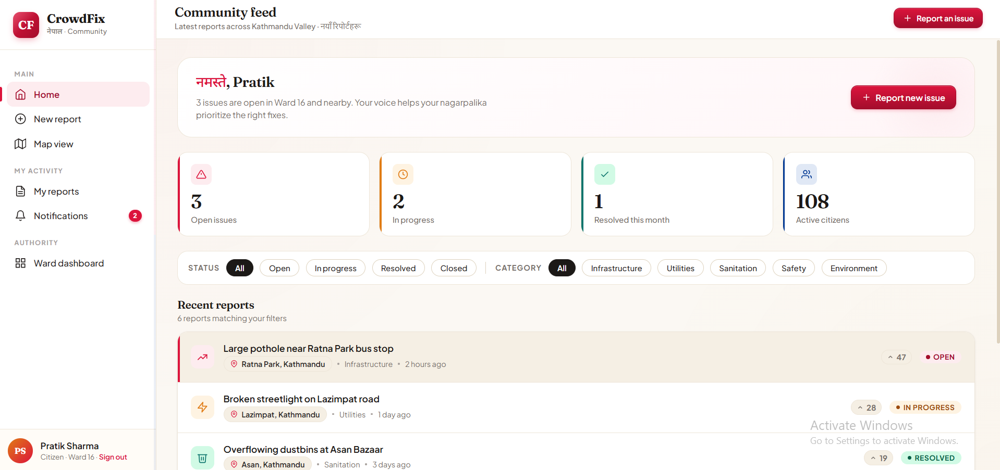 CF
CrowdFix
नेपाल · Community
MAIN
Home
New report
Map view
MY ACTIVITY
My reports
Notifications
2
AUTHORITY
Ward dashboard
PS
Pratik Sharma
Citizen · Ward 16 · Sign out
Community feed
Latest reports across Kathmandu Valley · नयाँ रिपोर्टहरू
+ Report an issue
नमस्ते, Pratik
3 issues are open in Ward 16 and nearby. Your voice helps your nagarpalika
prioritize the right fixes.
+ Report new issue
3
Open issues
2
In progress
1
Resolved this month
108
Active citizens
STATUS All Open In progress Resolved Closed CATEGORY All Infrastructure Utilities Sanitation Safety Environment
Recent reports
6 reports matching your filters
Large pothole near Ratna Park bus stop
Ratna Park, Kathmandu • Infrastructure • 2 hours ago
47
OPEN
Broken streetlight on Lazimpat road
Lazimpat, Kathmandu • Utilities • 1 day ago
28
IN PROGRESS
Activate Windows
Go to Settings to activate Windows.
Overflowing dustbins at Asan Bazaar
Asan, Kathmandu • Sanitation • 3 days ago
19
RESOLVED